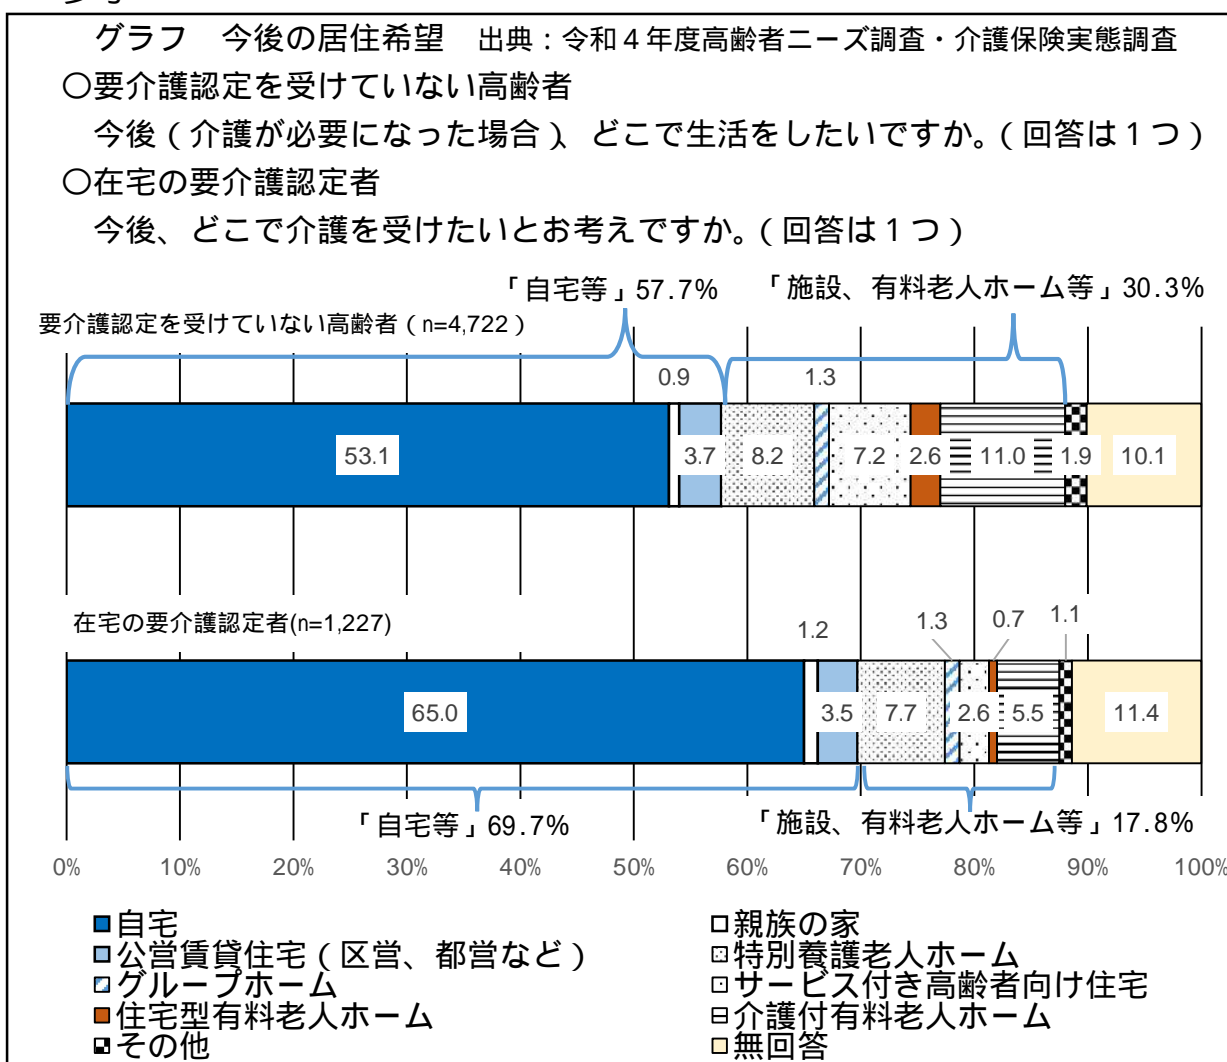 グラフ　今後の居住希望　出典：令和４年度高齢者ニーズ調査・介護保険実態調査
〇要介護認定を受けていない高齢者
今後（介護が必要になった場合）、どこで生活をしたいですか。（回答は１つ）
〇在宅の要介護認定者
今後、どこで介護を受けたいとお考えですか。（回答は１つ）
「自宅等」57.7%　「施設、有料老人ホーム等」30.3%
要介護認定を受けていない高齢者（n=4,722）
0.9 1.3
53.1 3.7 8.2 7.2 2.6 11.0 1.9 10.1
在宅の要介護認定者(n=1,227)
1.2 1.3 0.7 1.1
65.0 3.5 7.7 2.6 5.5 11.4
「自宅等」69.7%　「施設、有料老人ホーム等」17.8%
0% 10% 20% 30% 40% 50% 60% 70% 80% 90% 100%
自宅　親族の家
公営賃貸住宅（区営、都営など）　特別養護老人ホーム
グループホーム　サービス付き高齢者向け住宅
住宅型有料老人ホーム　介護付有料老人ホーム
その他　無回答